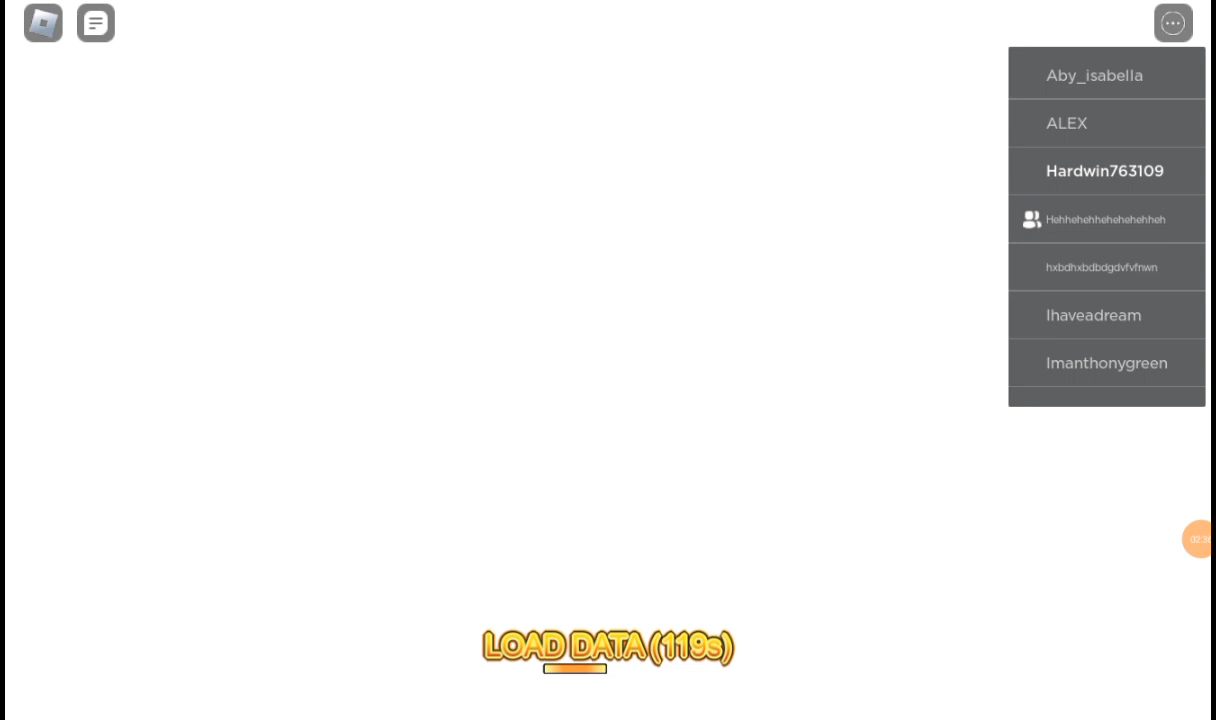 Aby_isabella
ALEX
Hardwin763109
Hehhehehhehehehehheh
hxbdhxbdbdgdvfvfnwn
Ihaveadream
Imanthonygreen
LOAD DATA (119s)